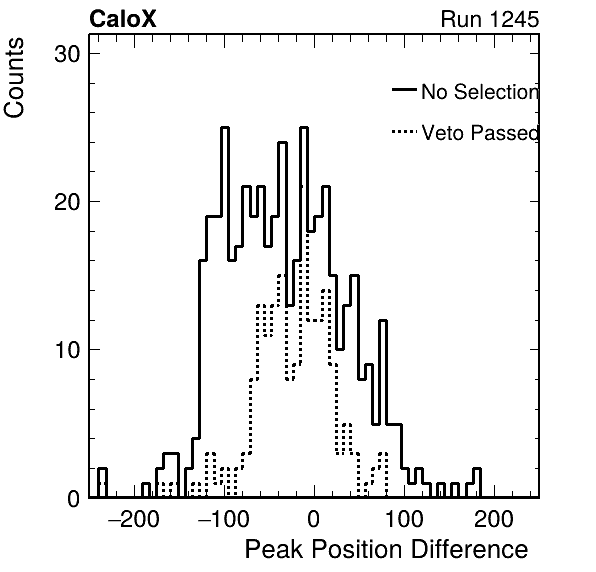 CaloX Run 1245
Counts
30
No Selection
Veto Passed
20
10
0
−200 −100 0 100 200
Peak Position Difference